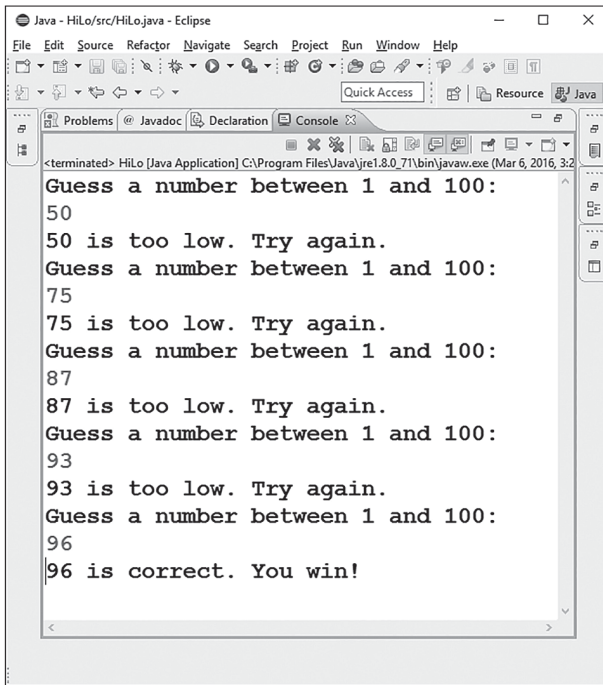 Java - HiLo/src/HiLo.java - Eclipse
File Edit Source Refactor Navigate Search Project Run Window Help
Quick Access Resource Java
Problems @ Javadoc Declaration Console
<terminated> HiLo [Java Application] C:\Program Files\Java\jre1.8.0_71\bin\javaw.exe (Mar 6, 2016, 3:2
Guess a number between 1 and 100:
50
50 is too low. Try again.
Guess a number between 1 and 100:
75
75 is too low. Try again.
Guess a number between 1 and 100:
87
87 is too low. Try again.
Guess a number between 1 and 100:
93
93 is too low. Try again.
Guess a number between 1 and 100:
96
96 is correct. You win!